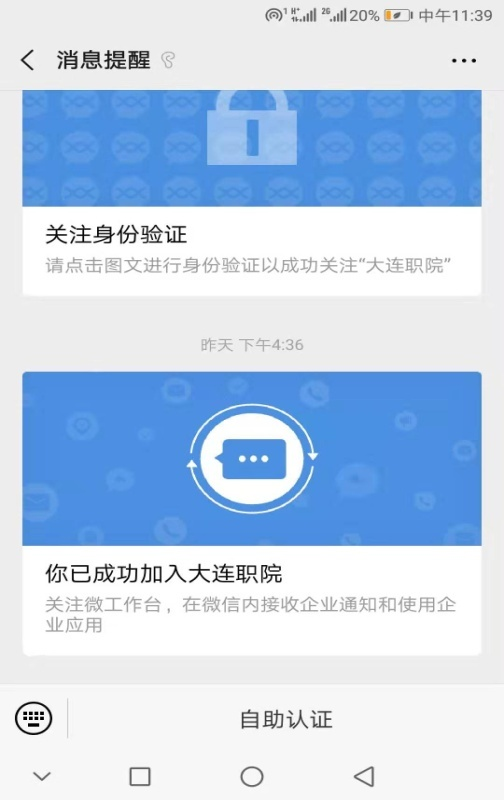 1 H+ 2G 20% 中午11:39
消息提醒
关注身份验证
请点击图文进行身份验证以成功关注“大连职院”
昨天 下午4:36
你已成功加入大连职院
关注微工作台，在微信内接收企业通知和使用企
业应用
自助认证